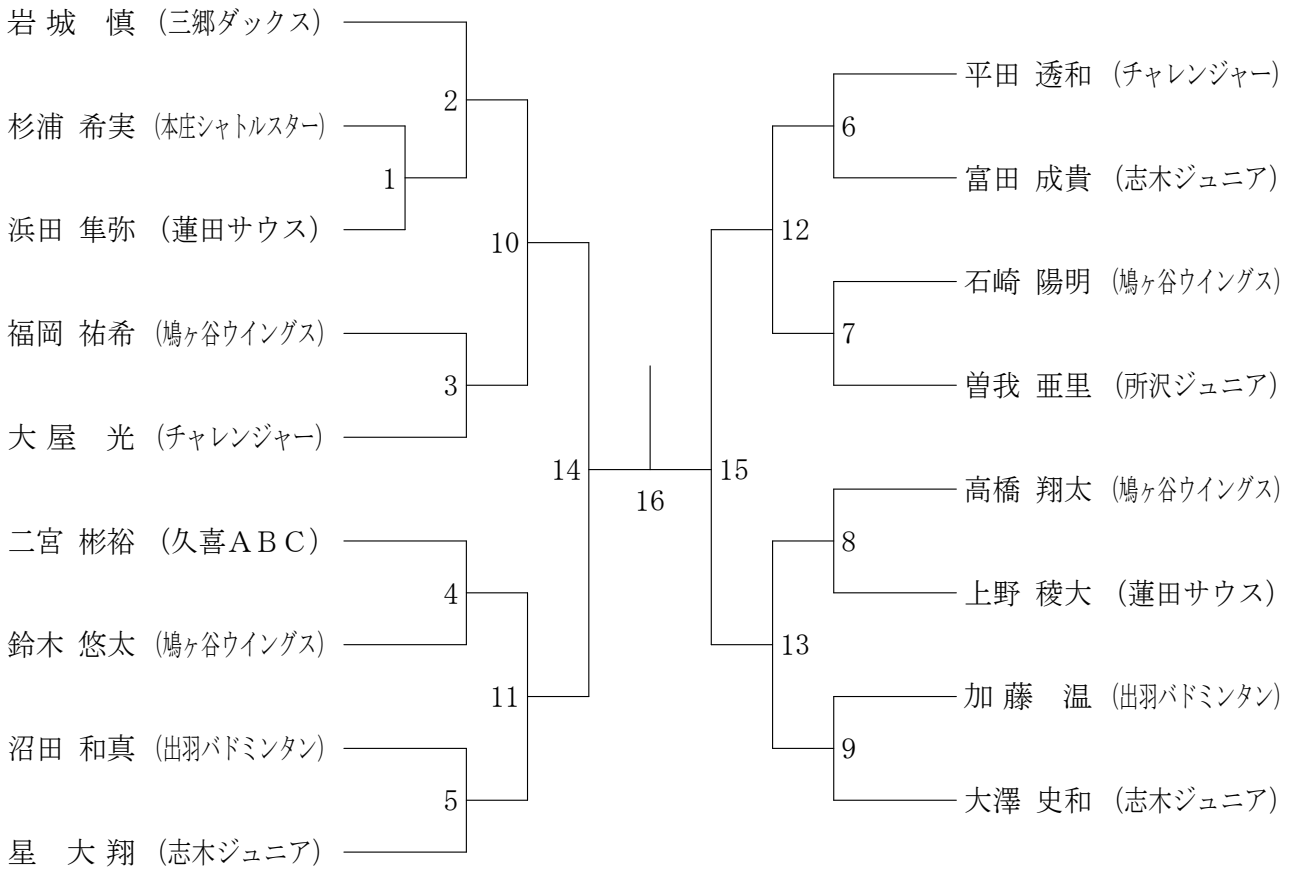 岩城 慎 (三郷ダックス)
杉浦 希実 (本庄シャトルスター)
浜田 隼弥 (蓮田サウス)
福岡 祐希 (鳩ヶ谷ウイングス)
大屋 光 (チャレンジャー)
二宮 彬裕 (久喜ABC)
鈴木 悠太 (鳩ヶ谷ウイングス)
沼田 和真 (出羽バドミンタン)
星 大翔 (志木ジュニア)
1
2
3
4
5
10
11
14
16
15
12
13
6
7
8
9
平田 透和 (チャレンジャー)
富田 成貴 (志木ジュニア)
石崎 陽明 (鳩ヶ谷ウイングス)
曽我 亜里 (所沢ジュニア)
高橋 翔太 (鳩ヶ谷ウイングス)
上野 稜大 (蓮田サウス)
加藤 温 (出羽バドミンタン)
大澤 史和 (志木ジュニア)